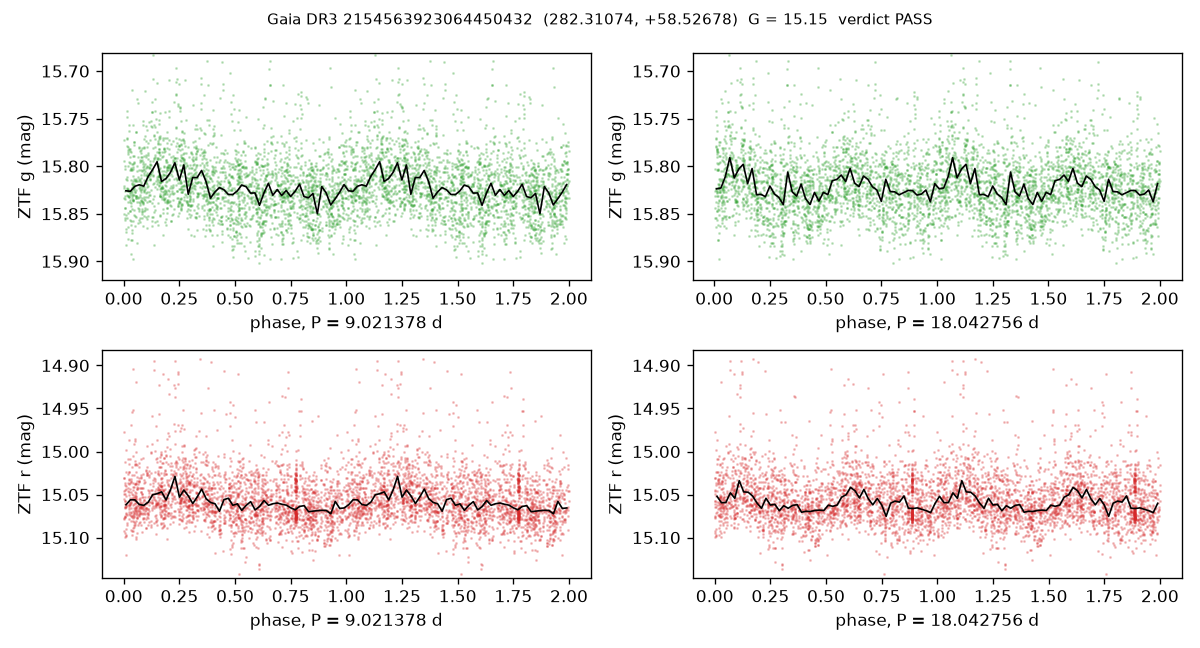 Gaia DR3 2154563923064450432  (282.31074, +58.52678)  G = 15.15  verdict PASS
ZTF g (mag)
15.70
15.75
15.80
15.85
15.90
0.00 0.25 0.50 0.75 1.00 1.25 1.50 1.75 2.00
phase, P = 9.021378 d
ZTF g (mag)
15.70
15.75
15.80
15.85
15.90
0.00 0.25 0.50 0.75 1.00 1.25 1.50 1.75 2.00
phase, P = 18.042756 d
ZTF r (mag)
14.90
14.95
15.00
15.05
15.10
0.00 0.25 0.50 0.75 1.00 1.25 1.50 1.75 2.00
phase, P = 9.021378 d
ZTF r (mag)
14.90
14.95
15.00
15.05
15.10
0.00 0.25 0.50 0.75 1.00 1.25 1.50 1.75 2.00
phase, P = 18.042756 d